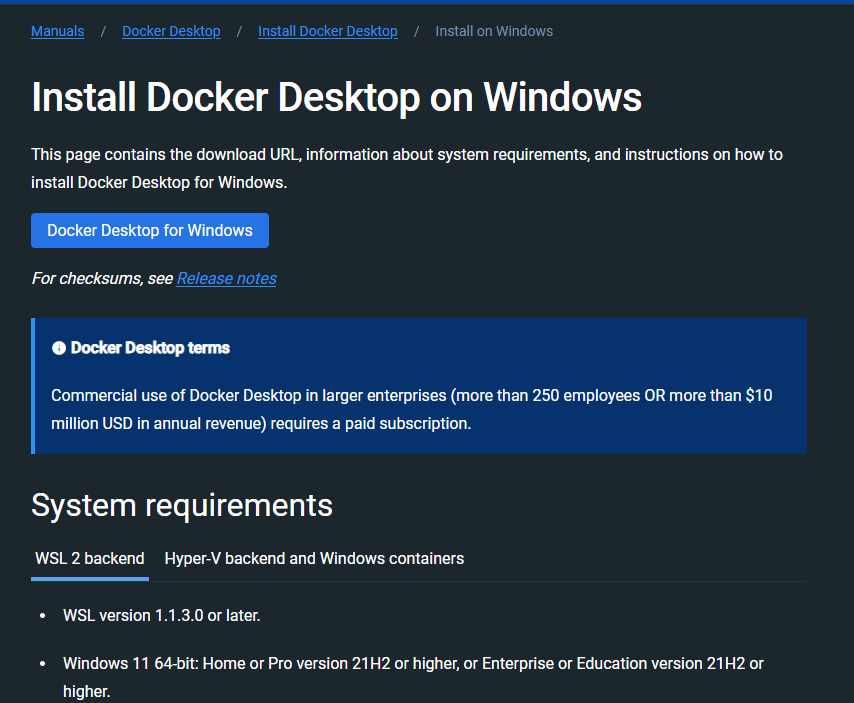 Manuals / Docker Desktop / Install Docker Desktop / Install on Windows
Install Docker Desktop on Windows
This page contains the download URL, information about system requirements, and instructions on how to
install Docker Desktop for Windows.
Docker Desktop for Windows
For checksums, see Release notes
Docker Desktop terms
Commercial use of Docker Desktop in larger enterprises (more than 250 employees OR more than $10
million USD in annual revenue) requires a paid subscription.
System requirements
WSL 2 backend Hyper-V backend and Windows containers
• WSL version 1.1.3.0 or later.
• Windows 11 64-bit: Home or Pro version 21H2 or higher, or Enterprise or Education version 21H2 or
higher.